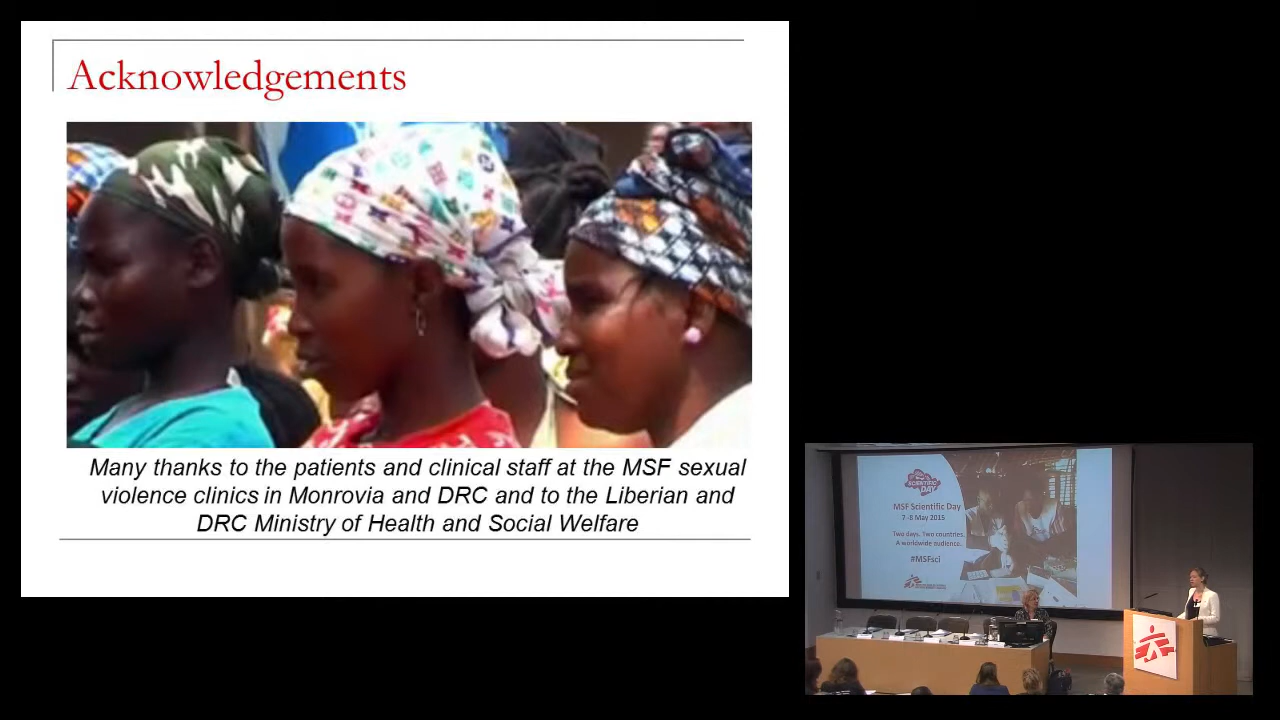 Acknowledgements
Many thanks to the patients and clinical staff at the MSF sexual
violence clinics in Monrovia and DRC and to the Liberian and
DRC Ministry of Health and Social Welfare
SCIENTIFIC
DAY
MSF Scientific Day
7-8 May 2015
Two days. Two countries.
A worldwide audience.
#MSFsci